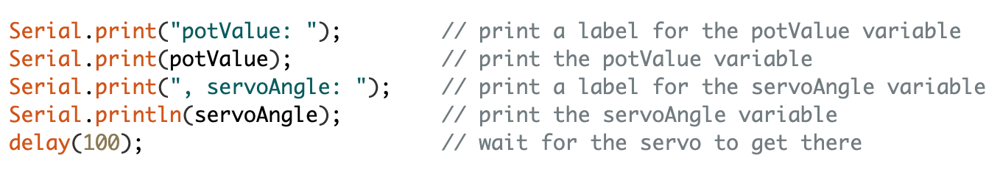 Serial.print("potValue: ");        // print a label for the potValue variable
Serial.print(potValue);            // print the potValue variable
Serial.print(", servoAngle: ");    // print a label for the servoAngle variable
Serial.println(servoAngle);        // print the servoAngle variable
delay(100);                        // wait for the servo to get there